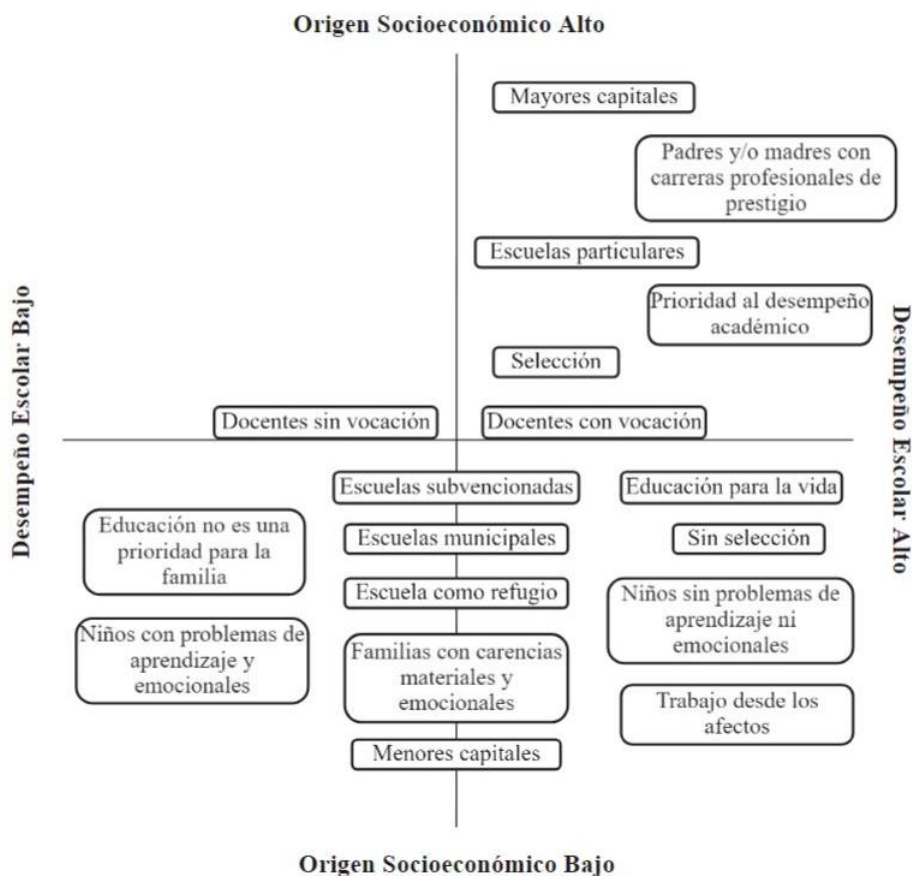 Origen Socioeconómico Alto
Mayores capitales
Padres y/o madres con
carreras profesionales de
prestigio
Escuelas particulares
Prioridad al desempeño
académico
Selección
Docentes sin vocación
Docentes con vocación
Desempeño Escolar Bajo
Desempeño Escolar Alto
Escuelas subvencionadas
Educación para la vida
Educación no es una
prioridad para la
familia
Escuelas municipales
Sin selección
Escuela como refugio
Niños sin problemas de
aprendizaje ni
emocionales
Niños con problemas de
aprendizaje y
emocionales
Familias con carencias
materiales y
emocionales
Trabajo desde los
afectos
Menores capitales
Origen Socioeconómico Bajo